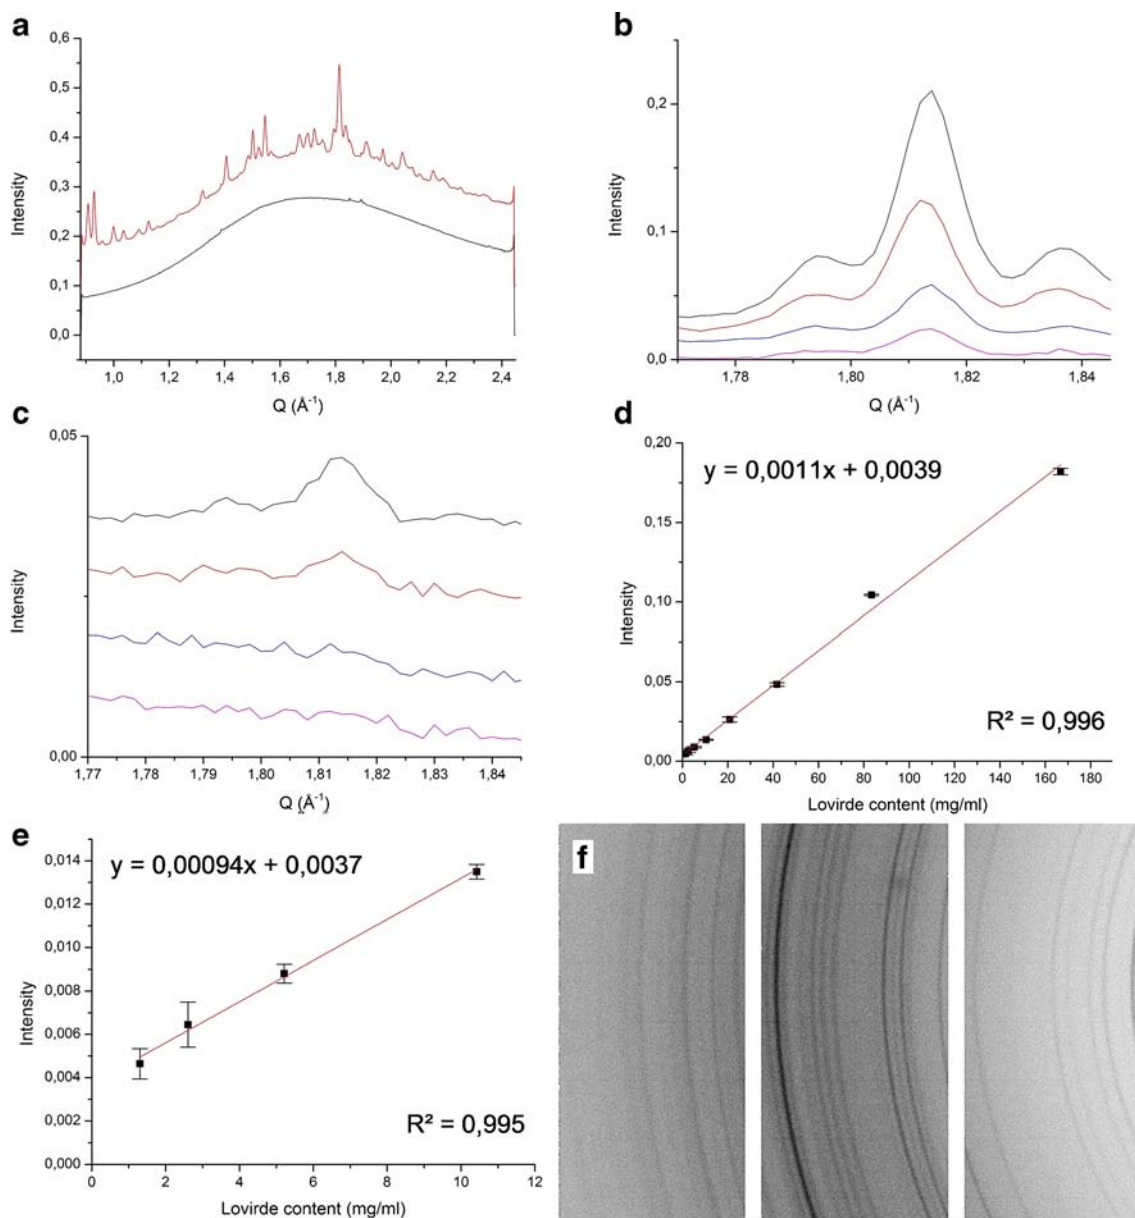 a
0,6
0,5
0,4
0,3
0,2
0,1
0,0
Intensity
1,0 1,2 1,4 1,6 1,8 2,0 2,2 2,4
Q (Å⁻¹)
b
0,2
0,1
0,0
Intensity
1,78 1,80 1,82 1,84
Q (Å⁻¹)
c
0,05
0,00
Intensity
1,77 1,78 1,79 1,80 1,81 1,82 1,83 1,84
Q (Å⁻¹)
d
0,20
0,15
0,10
0,05
0,00
Intensity
y = 0,0011x + 0,0039
R² = 0,996
0 20 40 60 80 100 120 140 160 180
Lovirde content (mg/ml)
e
0,014
0,012
0,010
0,008
0,006
0,004
0,002
0,000
Intensity
y = 0,00094x + 0,0037
R² = 0,995
0 2 4 6 8 10 12
Lovirde content (mg/ml)
f